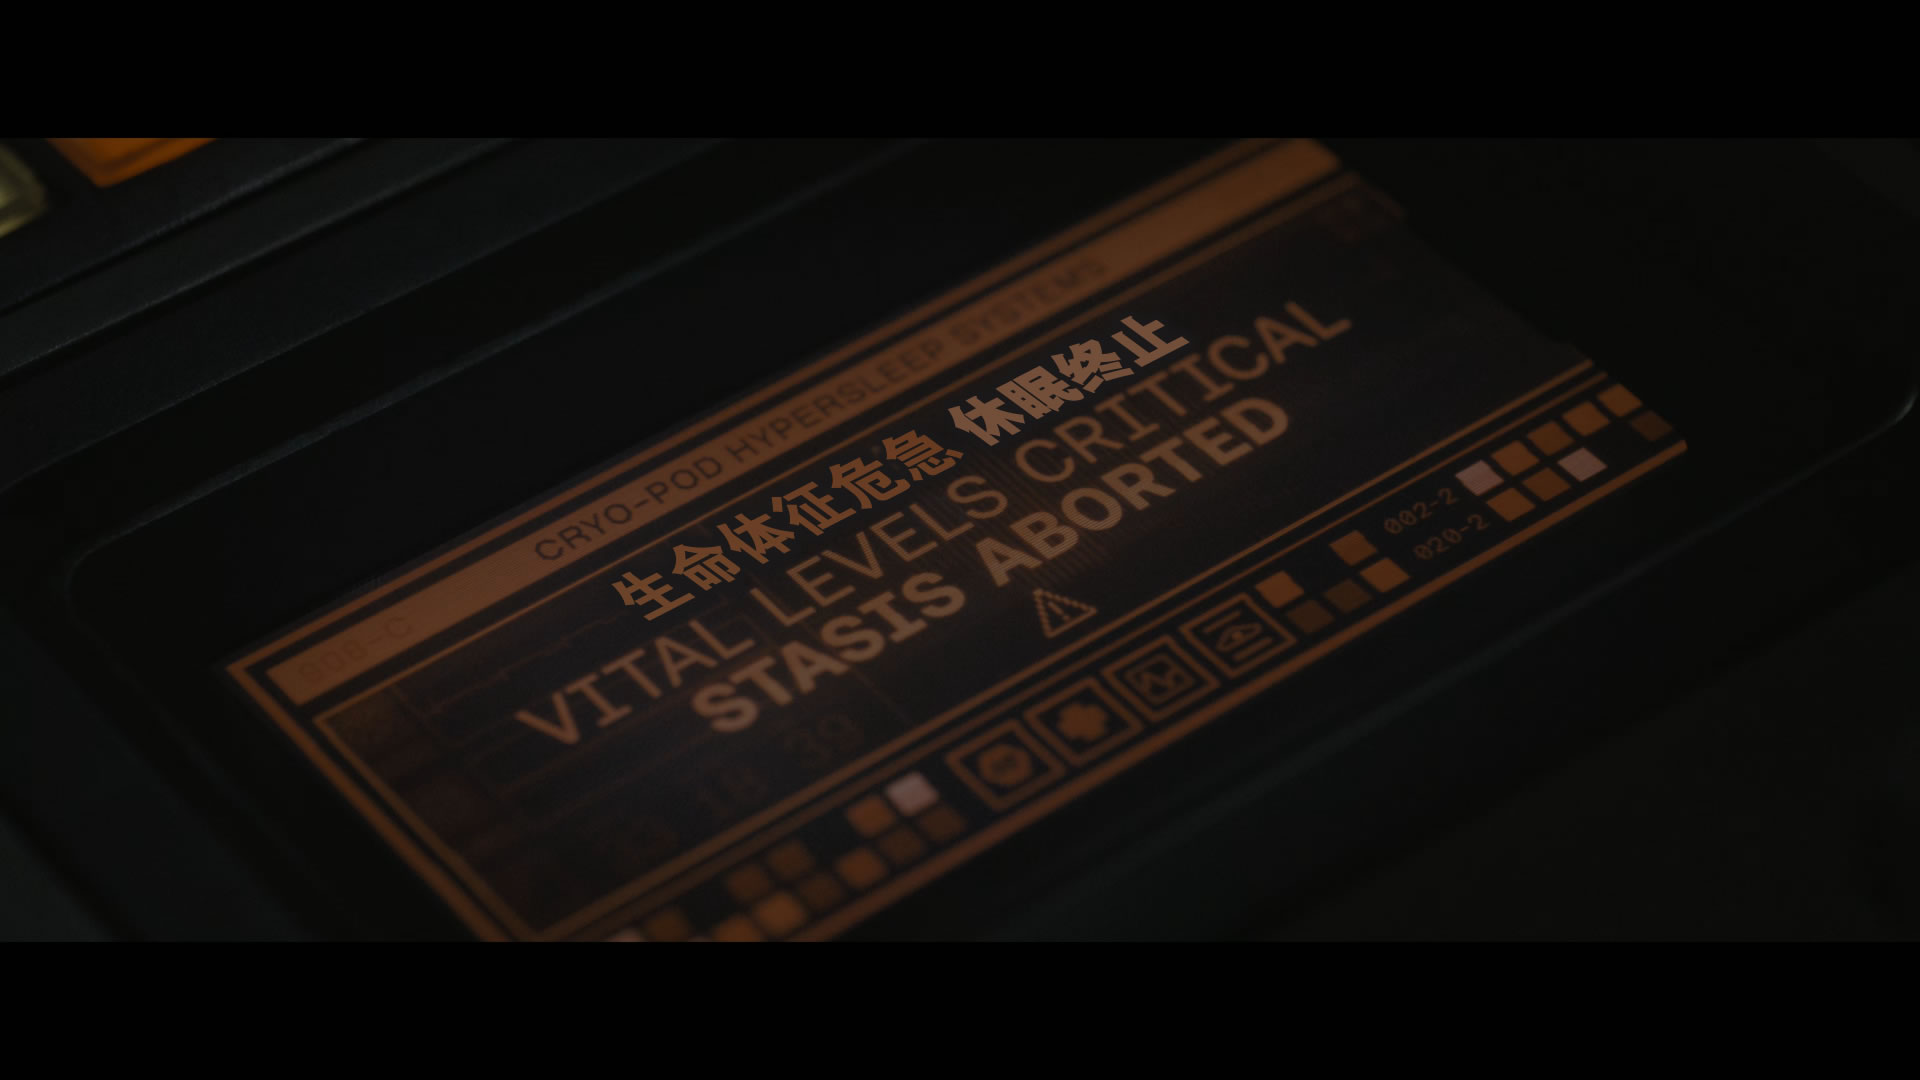 CRYO-POD HYPERSLEEP SYSTEMS
9D8-C
生命体征危急 休眠终止
VITAL LEVELS CRITICAL
STASIS ABORTED
002-2
020-2